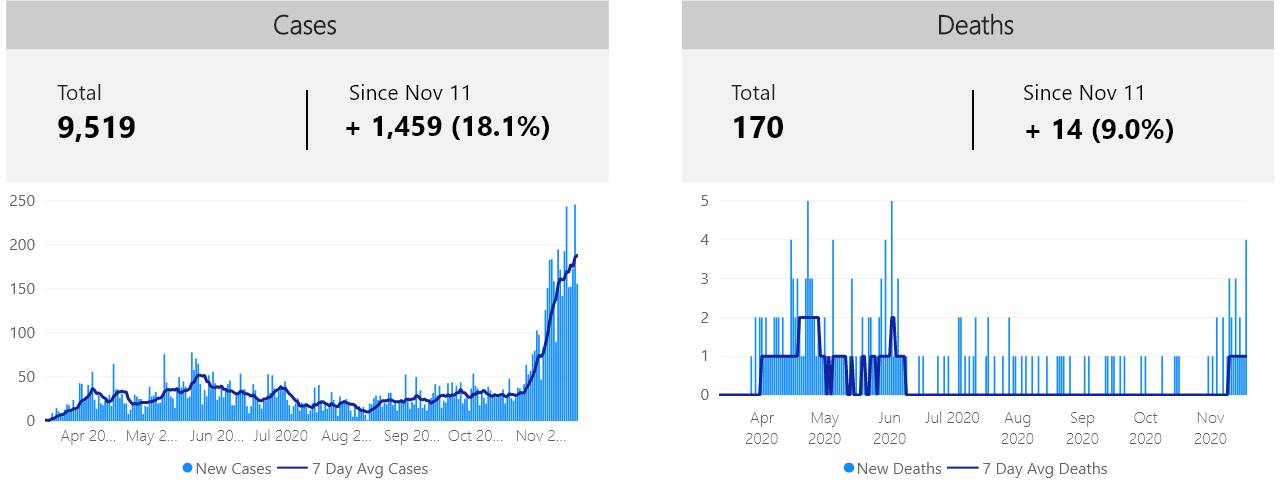 Cases
Total
Since Nov 11
9,519
+ 1,459 (18.1%)
250
200
150
100
50
0
Apr 20...
May 2...
Jun 20...
Jul 2020
Aug 2...
Sep 20...
Oct 20...
Nov 2...
New Cases
7 Day Avg Cases
Deaths
Total
Since Nov 11
170
+ 14 (9.0%)
5
4
3
2
1
0
Apr
2020
May
2020
Jun
2020
Jul 2020
Aug
2020
Sep
2020
Oct
2020
Nov
2020
New Deaths
7 Day Avg Deaths